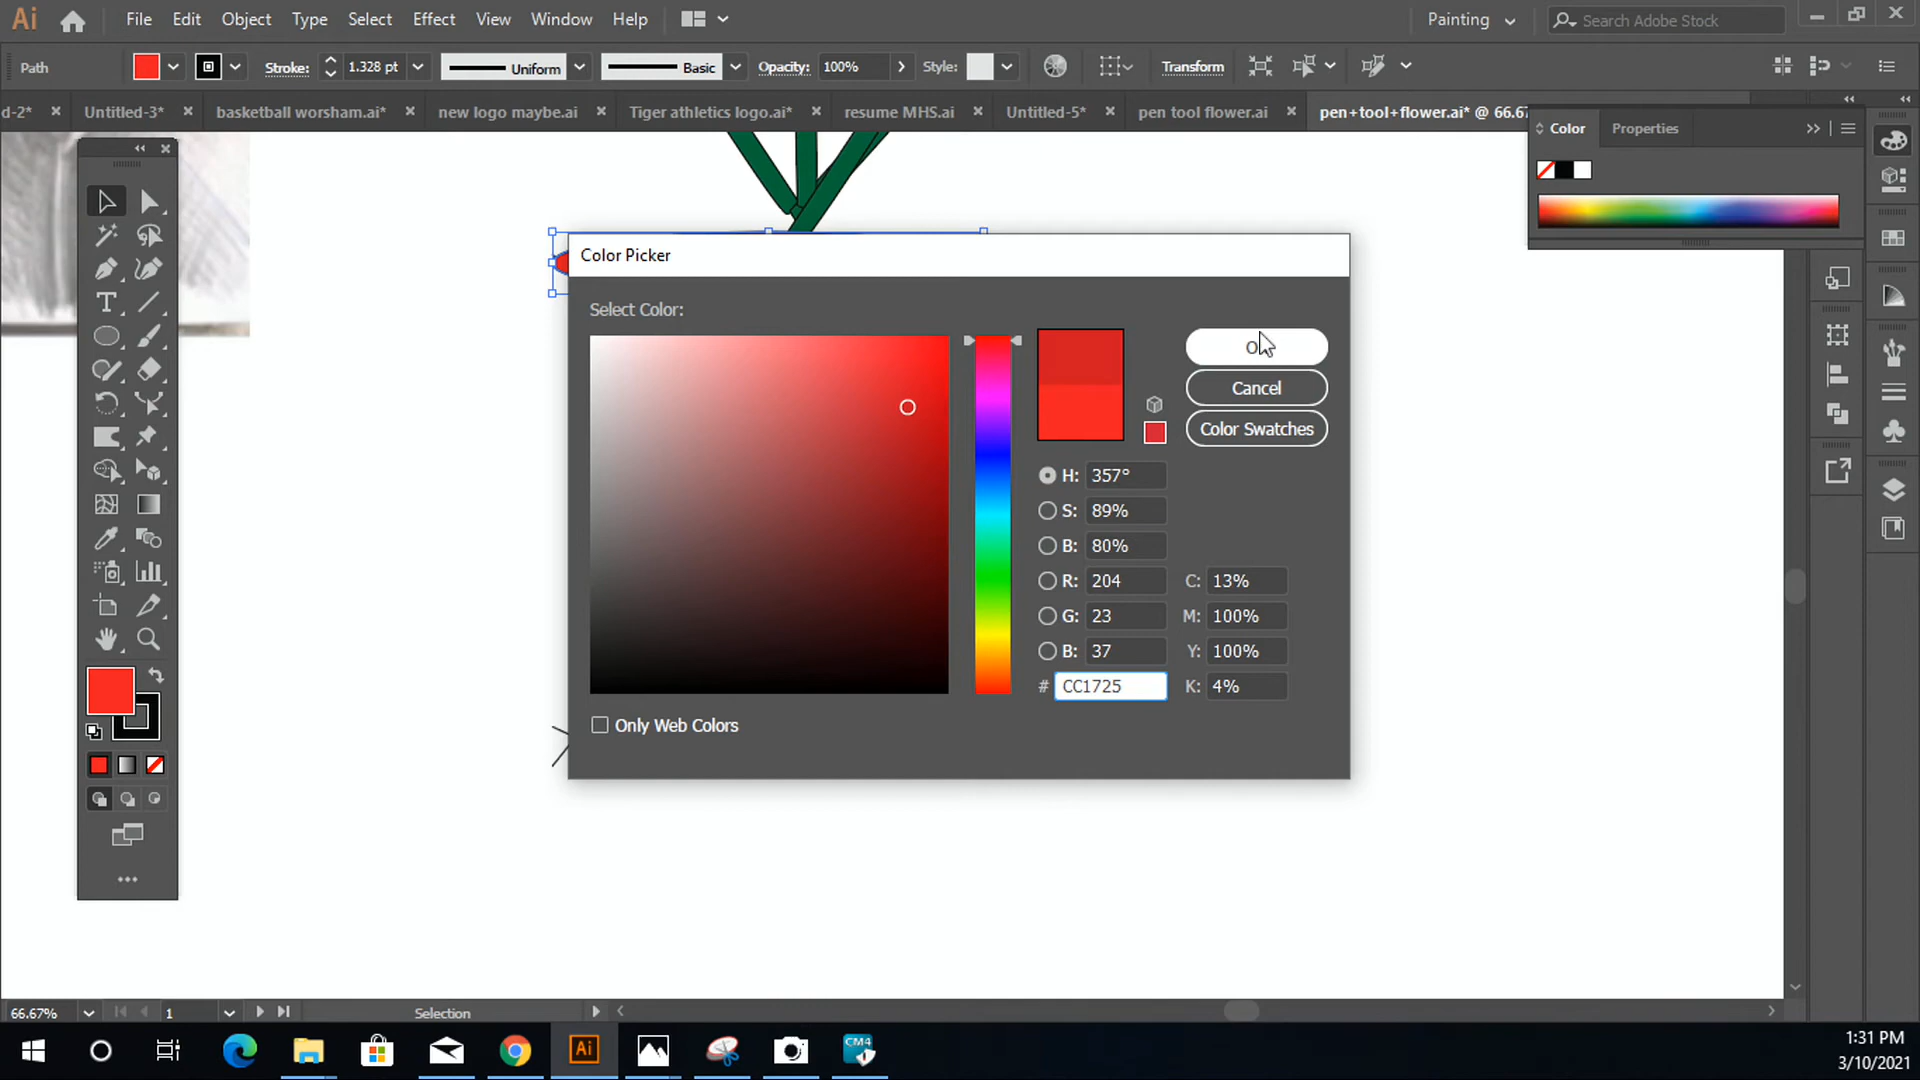 Ai File Edit Object Type Select Effect View Window Help Painting Search Adobe Stock
Path Stroke: 1.328 pt Uniform Basic Opacity: 100% Style: Transform
d-2* Untitled-3* basketball worsham.ai* new logo maybe.ai Tiger athletics logo.ai* resume MHS.ai Untitled-5* pen tool flower.ai pen+tool+flower.ai* @ 66.67
Color Properties
Color Picker
Select Color:
O
Cancel
Color Swatches
H: 357°
S: 89%
B: 80%
R: 204 C: 13%
G: 23 M: 100%
B: 37 Y: 100%
# CC1725 K: 4%
Only Web Colors
66.67% 1 Selection
Ai CM4
1:31 PM
3/10/2021